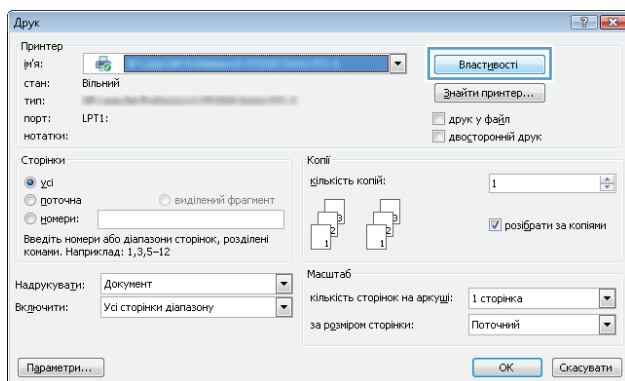 Друк
Принтер
ім'я:
Властивості
стан: Вільний
тип:
Знайти принтер...
порт: LPT1:
друк у файл
нотатки:
двосторонній друк
Сторінки
усі
поточна
виділений фрагмент
номери:
Введіть номери або діапазони сторінок, розділені
комами. Наприклад: 1,3,5–12
Копії
кількість копій: 1
розібрати за копіями
Надрукувати: Документ
Включити: Усі сторінки діапазону
Масштаб
кількість сторінок на аркуші: 1 сторінка
за розміром сторінки: Поточний
Параметри...
ОК
Скасувати